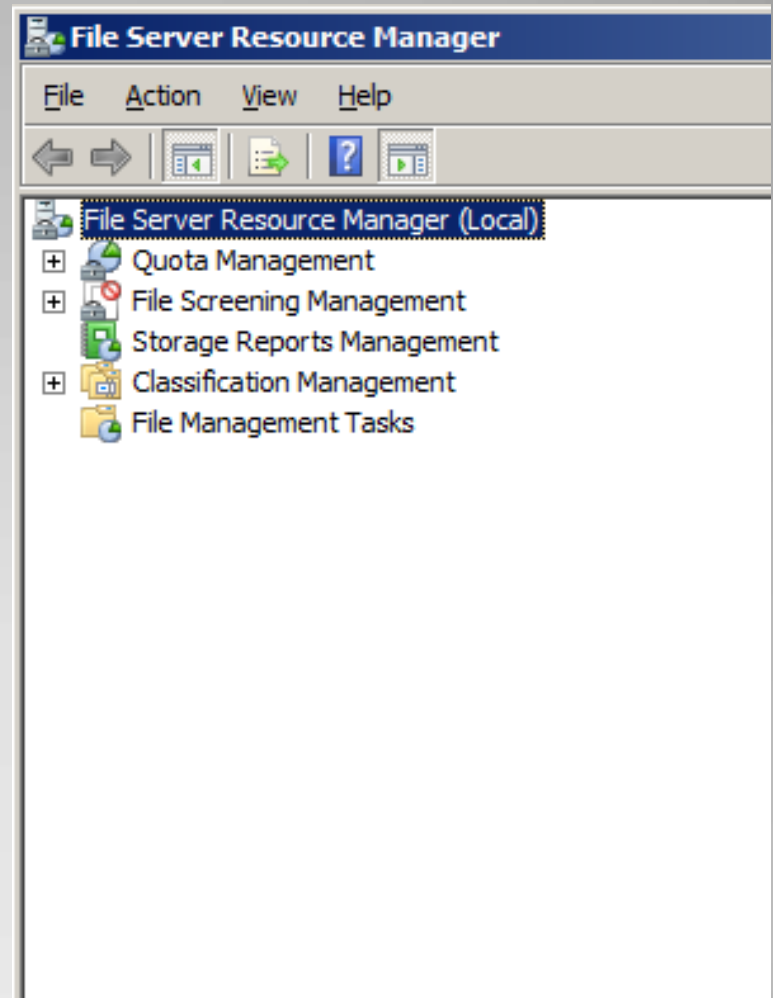 File Server Resource Manager
File Action View Help
File Server Resource Manager (Local)
Quota Management
File Screening Management
Storage Reports Management
Classification Management
File Management Tasks